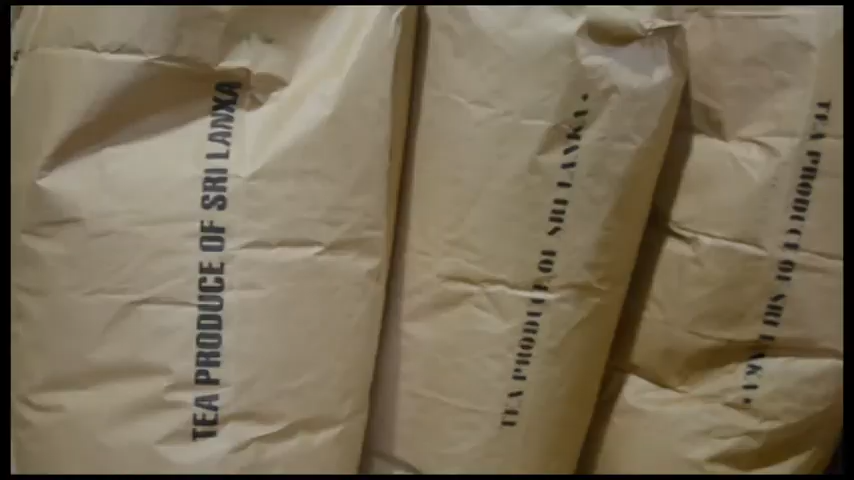 TEA PRODUCE OF SRI LANKA
TEA PRODUCE OF SRI LANKA.
TEA PRODUCE OF SRI LANKA.